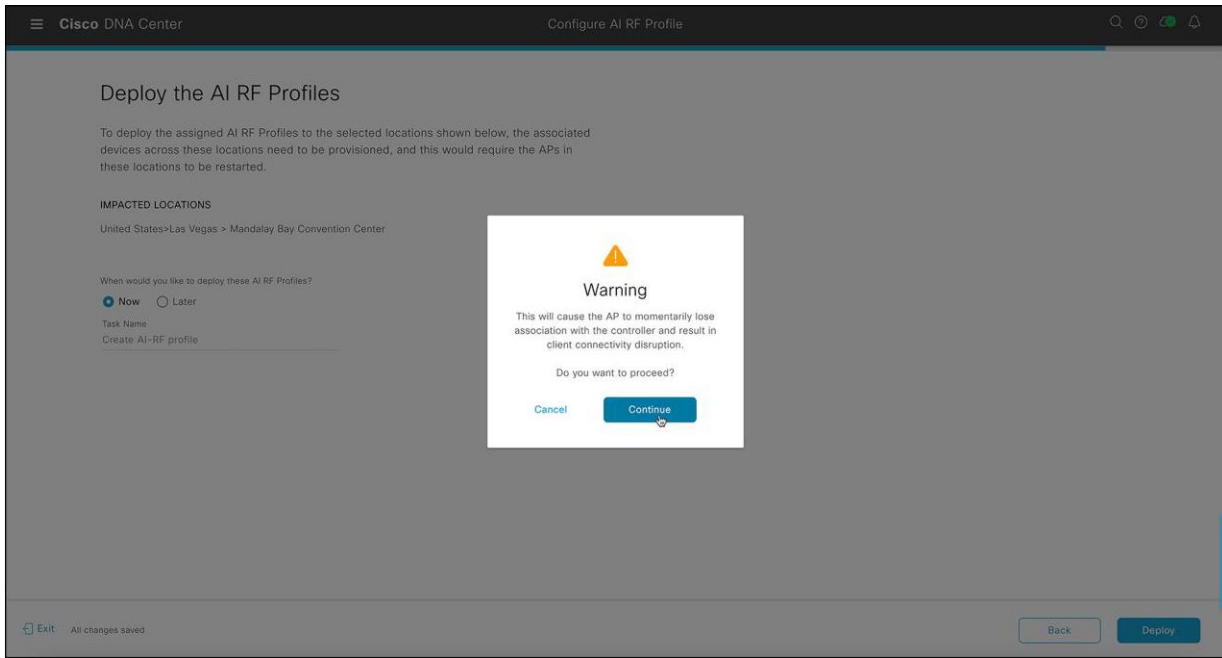 Cisco DNA Center
Configure AI RF Profile
Deploy the AI RF Profiles
To deploy the assigned AI RF Profiles to the selected locations shown below, the associated
devices across these locations need to be provisioned, and this would require the APs in
these locations to be restarted.
IMPACTED LOCATIONS
United States>Las Vegas > Mandalay Bay Convention Center
When would you like to deploy these AI RF Profiles?
Now Later
Task Name
Create AI-RF profile
Warning
This will cause the AP to momentarily lose
association with the controller and result in
client connectivity disruption.
Do you want to proceed?
Cancel Continue
Exit All changes saved
Back Deploy